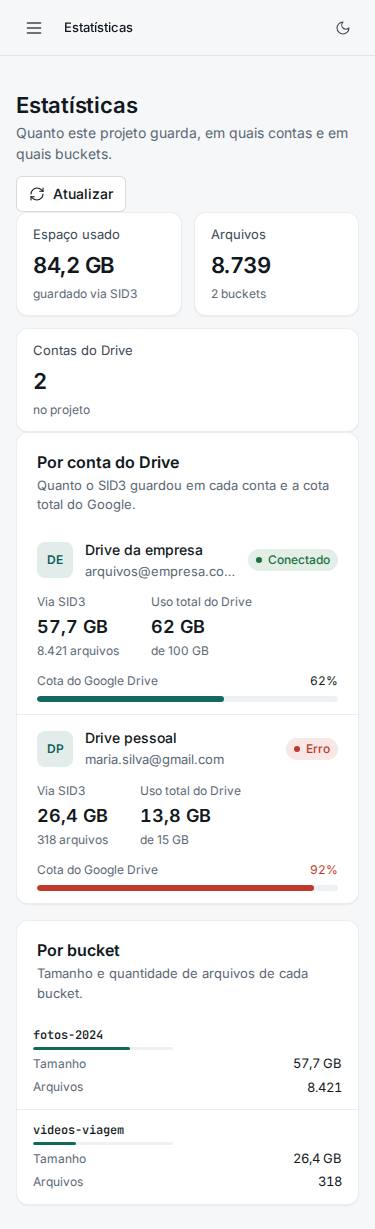 Estatísticas
Estatísticas
Quanto este projeto guarda, em quais contas e em
quais buckets.
Atualizar
Espaço usado
84,2 GB
guardado via SID3
Arquivos
8.739
2 buckets
Contas do Drive
2
no projeto
Por conta do Drive
Quanto o SID3 guardou em cada conta e a cota
total do Google.
DE
Drive da empresa
arquivos@empresa.co...
Conectado
Via SID3
57,7 GB
8.421 arquivos
Uso total do Drive
62 GB
de 100 GB
Cota do Google Drive
62%
DP
Drive pessoal
maria.silva@gmail.com
Erro
Via SID3
26,4 GB
318 arquivos
Uso total do Drive
13,8 GB
de 15 GB
Cota do Google Drive
92%
Por bucket
Tamanho e quantidade de arquivos de cada
bucket.
fotos-2024
Tamanho 57,7 GB
Arquivos 8.421
videos-viagem
Tamanho 26,4 GB
Arquivos 318